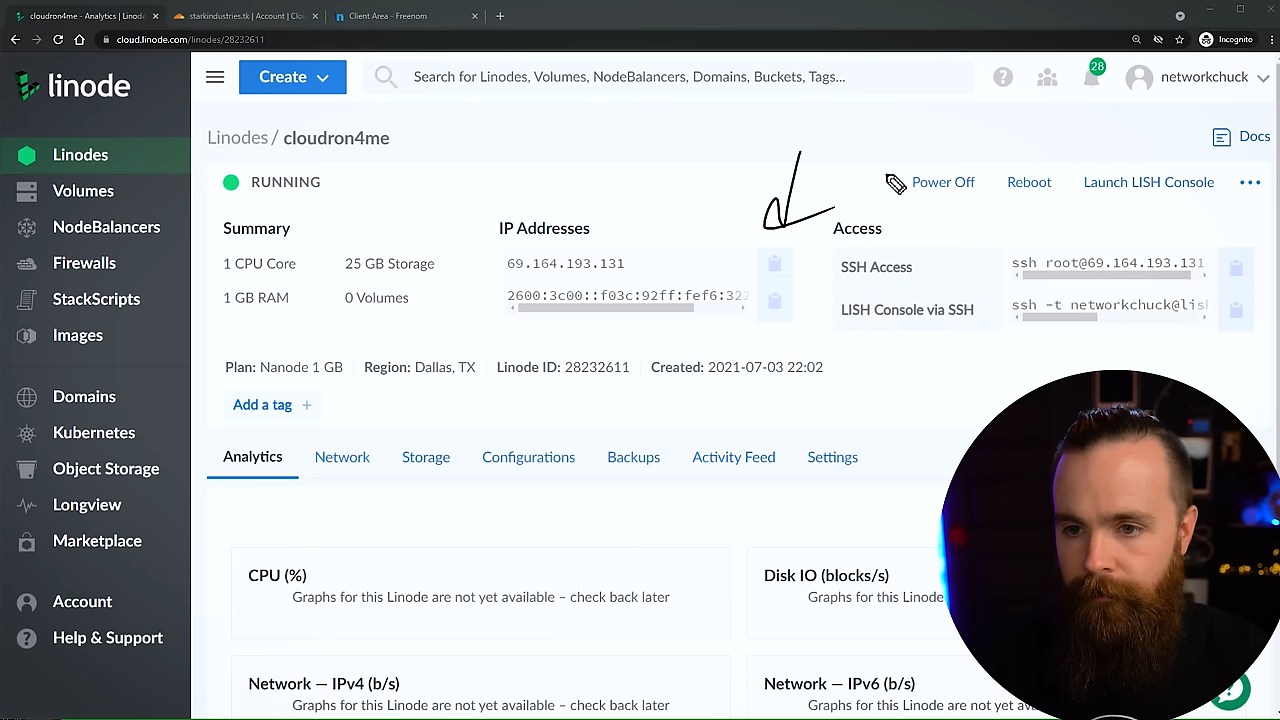 cloudron4me - Analytics | Linode
starkindustries.tk | Account | Clou
Client Area - Freenom
cloud.linode.com/linodes/28232611
Incognito
linode
Create
Search for Linodes, Volumes, NodeBalancers, Domains, Buckets, Tags...
28
networkchuck
Linodes
Volumes
NodeBalancers
Firewalls
StackScripts
Images
Domains
Kubernetes
Object Storage
Longview
Marketplace
Account
Help & Support
Linodes / cloudron4me
Docs
RUNNING
Power Off
Reboot
Launch LISH Console
Summary
1 CPU Core
25 GB Storage
1 GB RAM
0 Volumes
IP Addresses
69.164.193.131
2600:3c00::f03c:92ff:fef6:322
Access
SSH Access
ssh root@69.164.193.131
LISH Console via SSH
ssh -t networkchuck@lish
Plan: Nanode 1 GB
Region: Dallas, TX
Linode ID: 28232611
Created: 2021-07-03 22:02
Add a tag +
Analytics
Network
Storage
Configurations
Backups
Activity Feed
Settings
CPU (%)
Graphs for this Linode are not yet available – check back later
Disk IO (blocks/s)
Graphs for this Linode
Network — IPv4 (b/s)
Graphs for this Linode are not yet available – check back later
Network — IPv6 (b/s)
Graphs for this Linode are not yet av